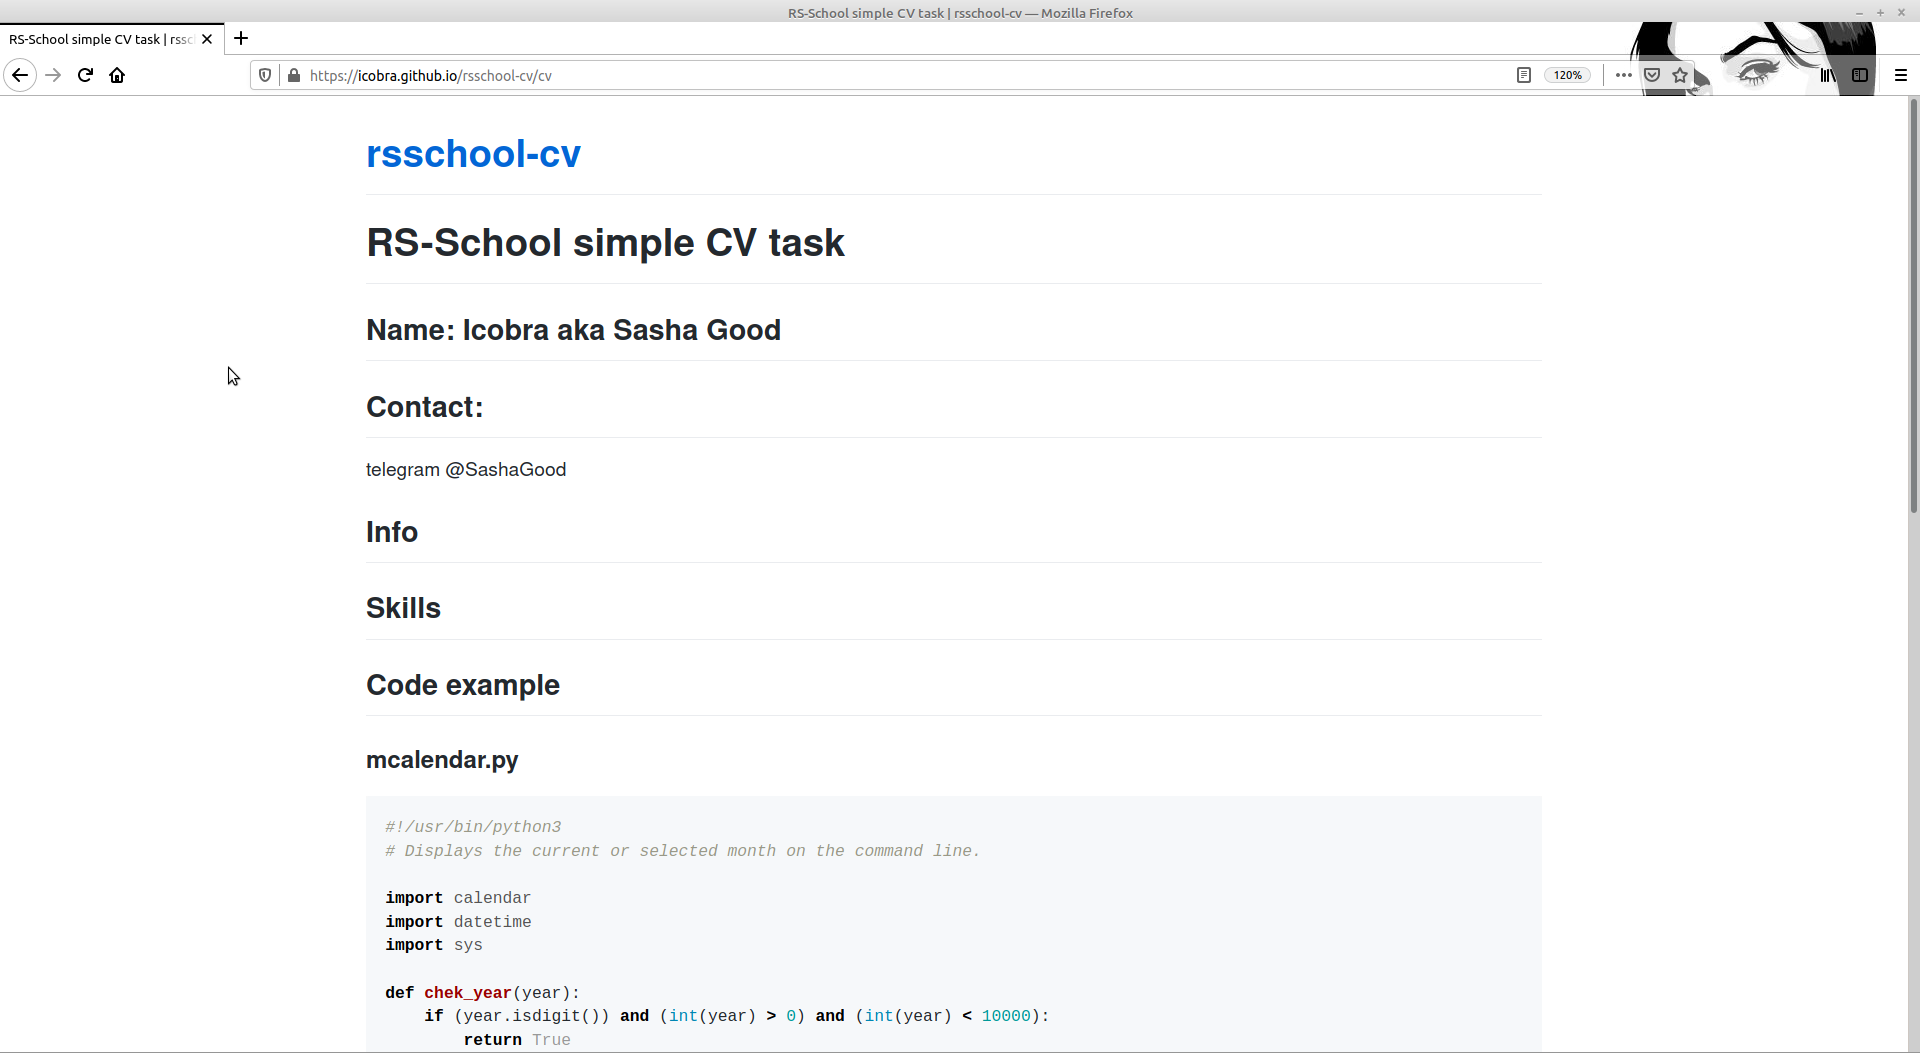 RS-School simple CV task | rsschool-cv — Mozilla Firefox
RS-School simple CV task | rssc
https://icobra.github.io/rsschool-cv/cv
120%
rsschool-cv
RS-School simple CV task
Name: Icobra aka Sasha Good
Contact:
telegram @SashaGood
Info
Skills
Code example
mcalendar.py
#!/usr/bin/python3
# Displays the current or selected month on the command line.
import calendar
import datetime
import sys
def chek_year(year):
    if (year.isdigit()) and (int(year) > 0) and (int(year) < 10000):
        return True